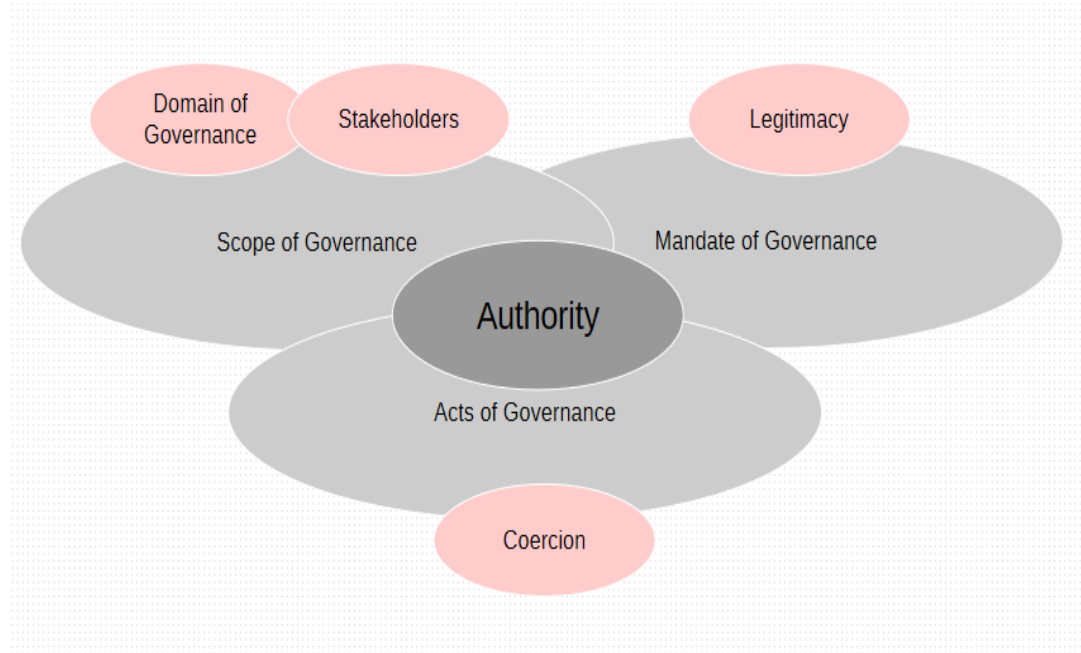 Domain of
Governance
Stakeholders
Legitimacy
Scope of Governance
Mandate of Governance
Authority
Acts of Governance
Coercion